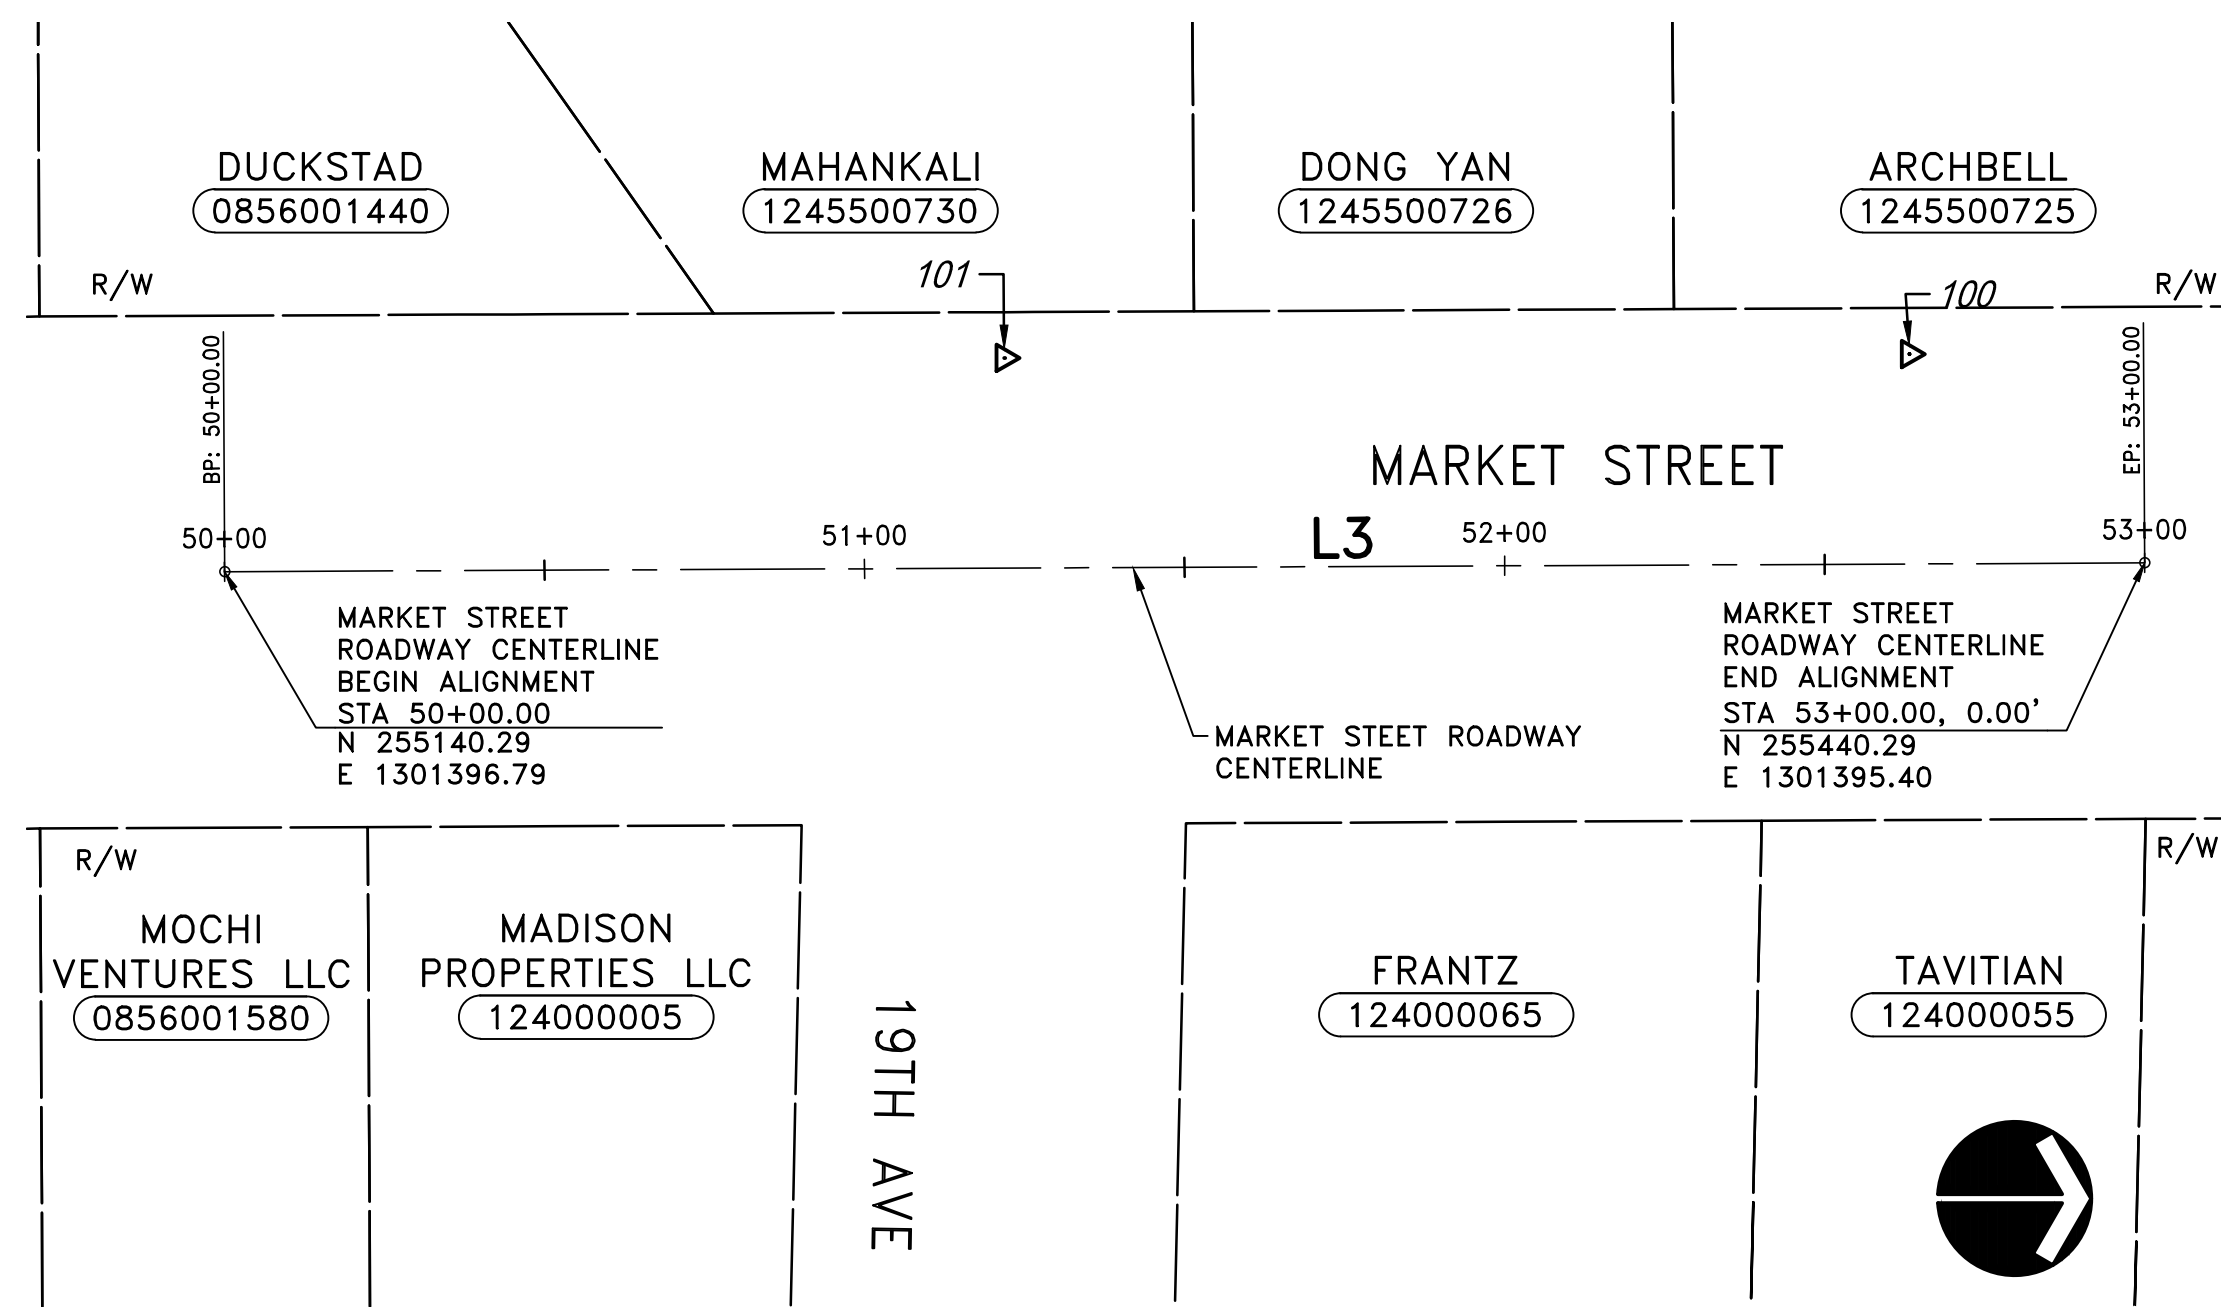 DUCKSTAD
0856001440
MAHANKALI
1245500730
DONG YAN
1245500726
ARCHBELL
1245500725
R/W
101
100
R/W
BP: 50+00.00
EP: 53+00.00
MARKET STREET
50+00
51+00
L3
52+00
53+00
MARKET STREET
ROADWAY CENTERLINE
BEGIN ALIGNMENT
STA 50+00.00
N 255140.29
E 1301396.79
MARKET STEET ROADWAY
CENTERLINE
MARKET STREET
ROADWAY CENTERLINE
END ALIGNMENT
STA 53+00.00, 0.00'
N 255440.29
E 1301395.40
R/W
R/W
MOCHI
VENTURES LLC
0856001580
MADISON
PROPERTIES LLC
124000005
19TH AVE
FRANTZ
124000065
TAVITIAN
124000055